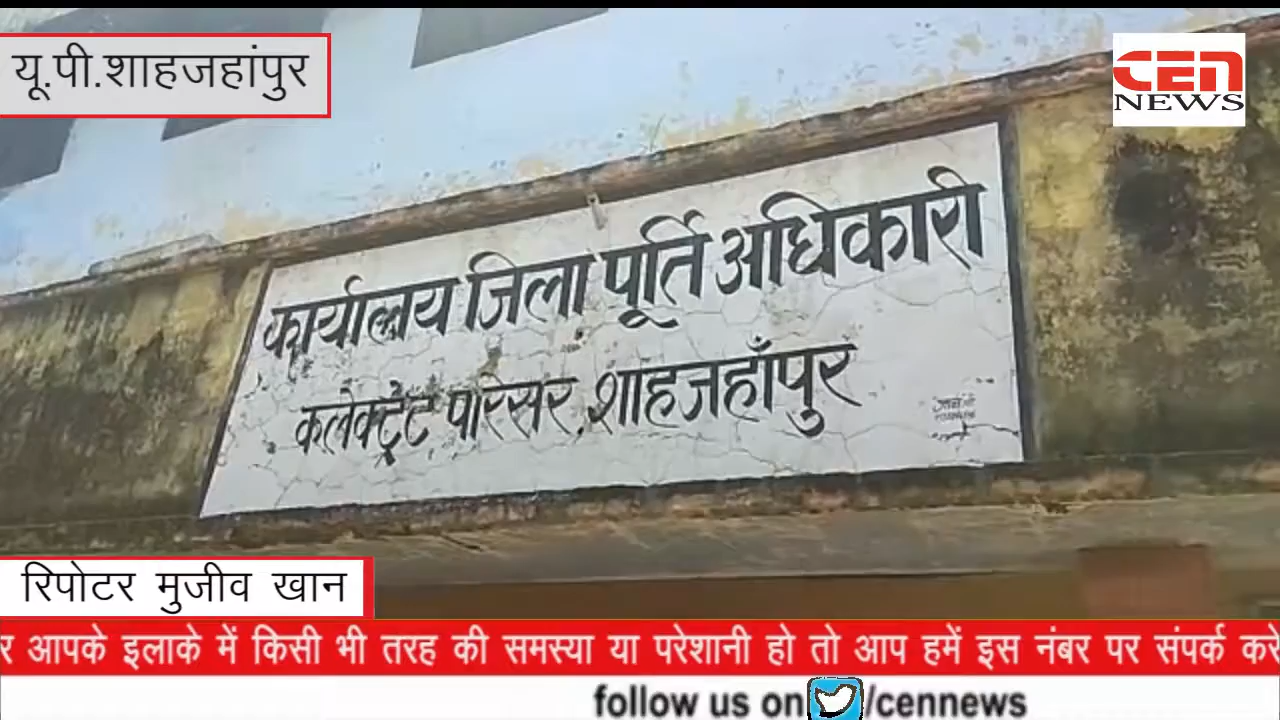 यू.पी.शाहजहांपुर
CEN
NEWS
कार्यालय जिला पूर्ति अधिकारी
कलेक्ट्रेट परिसर, शाहजहाँपुर
रिपोटर मुजीव खान
र आपके इलाके में किसी भी तरह की समस्या या परेशानी हो तो आप हमें इस नंबर पर संपर्क करे
follow us on /cennews